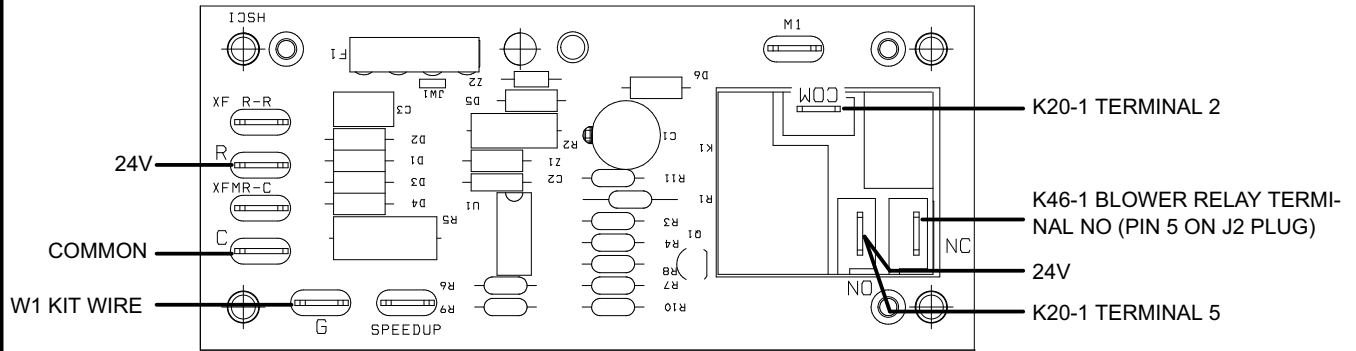 ICSH
M1
F1
Z2
D6
JW1
D5
COM
K20-1 TERMINAL 2
XF R-R
C3
R2
C1
K1
D2
R
24V
D1
Z1
XFMR-C
D3
C2
R11
K46-1 BLOWER RELAY TERMI-
NAL NO (PIN 5 ON J2 PLUG)
D4
U1
R1
C
COMMON
R5
R3
Q1
R4
NC
R8
24V
R6
R7
NO
W1 KIT WIRE
R9
R10
K20-1 TERMINAL 5
G
SPEEDUP